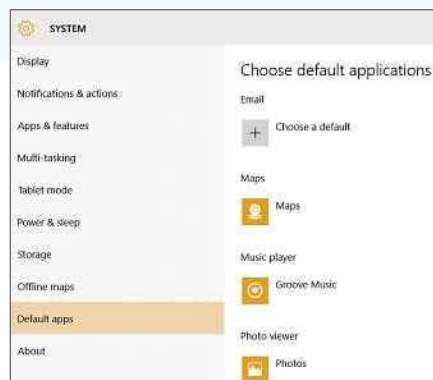 SYSTEM
Display
Notifications & actions
Apps & features
Multi-tasking
Tablet mode
Power & sleep
Storage
Offline maps
Default apps
About
Choose default applications
Email
Choose a default
Maps
Maps
Music player
Groove Music
Photo viewer
Photos